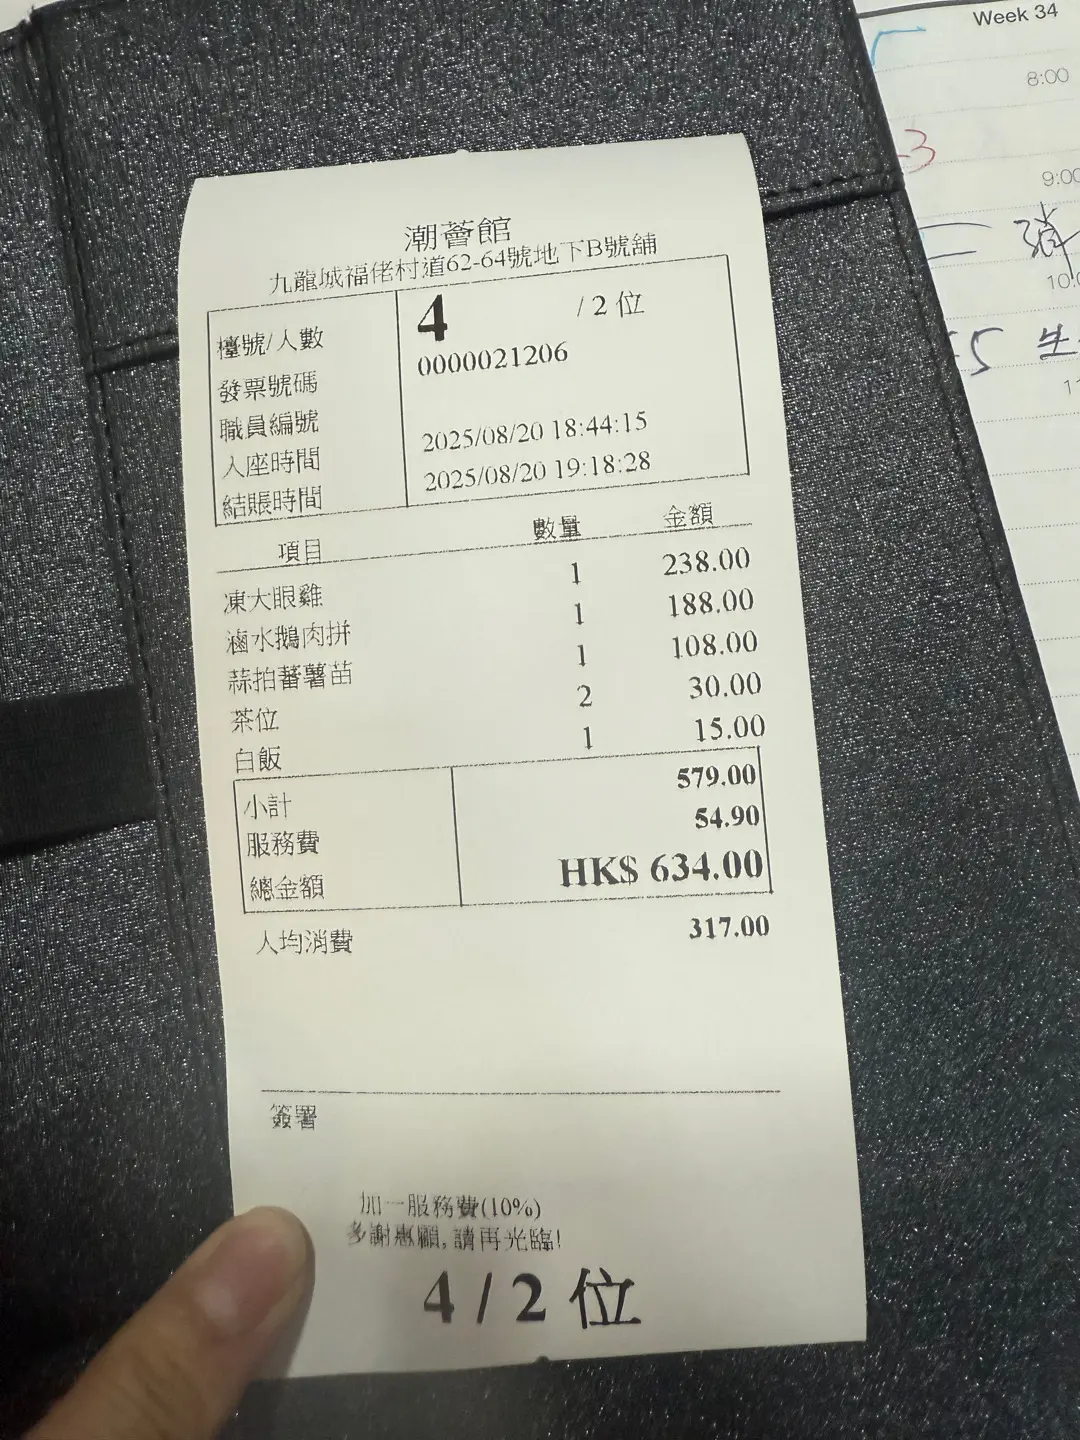 潮薈館
九龍城福佬村道62-64號地下B號舖
檯號/人數 4 / 2 位
發票號碼 0000021206
職員編號
入座時間 2025/08/20 18:44:15
結賬時間 2025/08/20 19:18:28
項目 數量 金額
凍大眼雞 1 238.00
滷水鵝肉拼 1 188.00
蒜拍蕃薯苗 1 108.00
茶位 2 30.00
白飯 1 15.00
小計 579.00
服務費 54.90
總金額 HK$ 634.00
人均消費 317.00
簽署
加一服務費(10%)
多謝惠顧,請再光臨!
4 / 2 位
Week 34
8:00
3
9:00
二
10:0
5 生